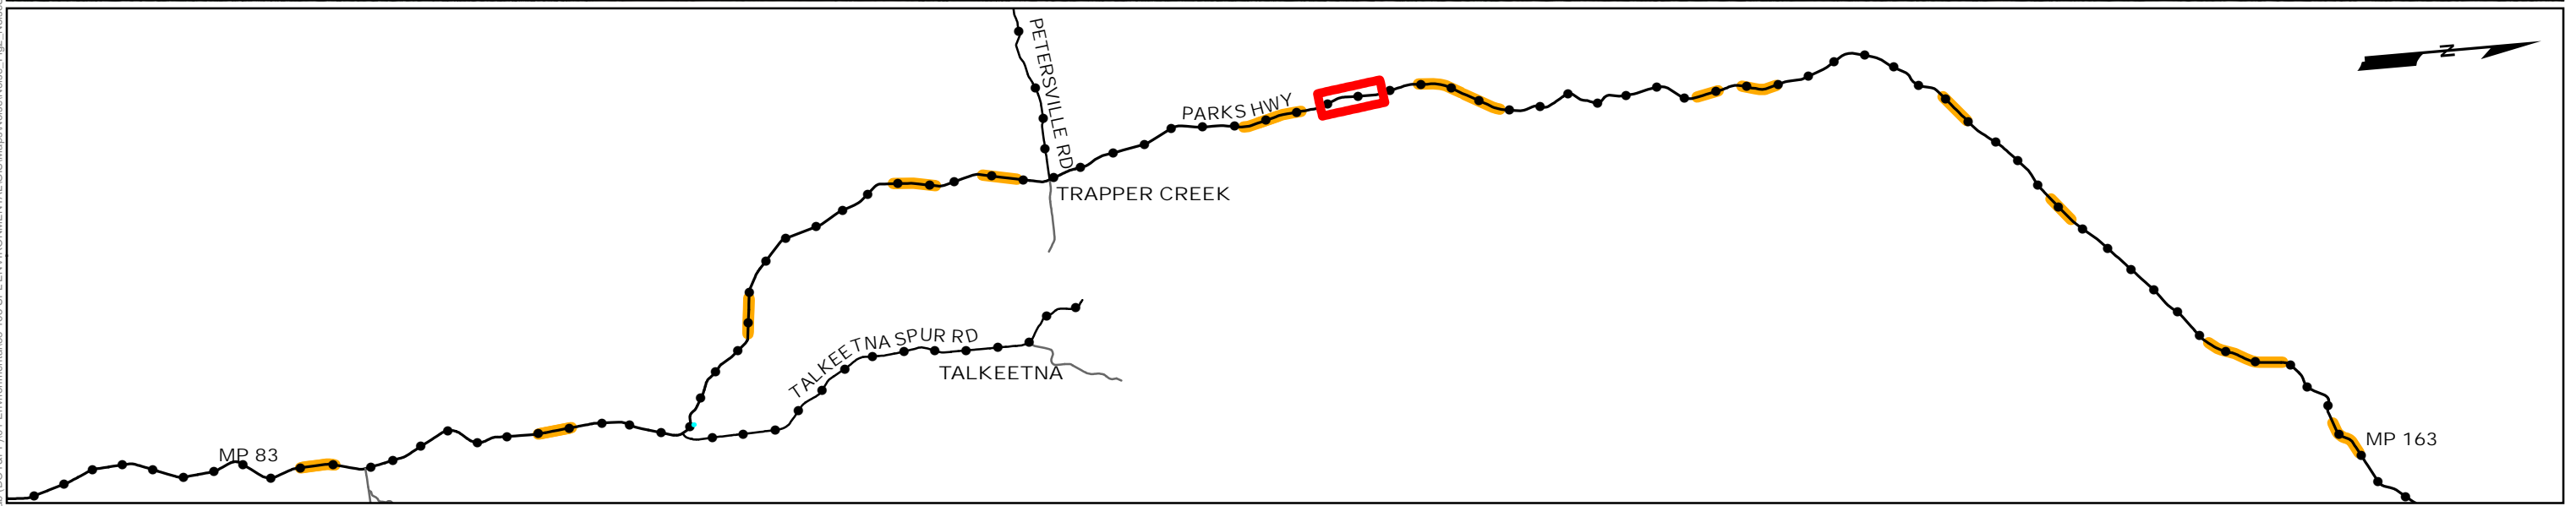 PETERSVILLE RD
PARKS HWY
N
TRAPPER CREEK
TALKEETNA SPUR RD
TALKEETNA
MP 83
MP 163